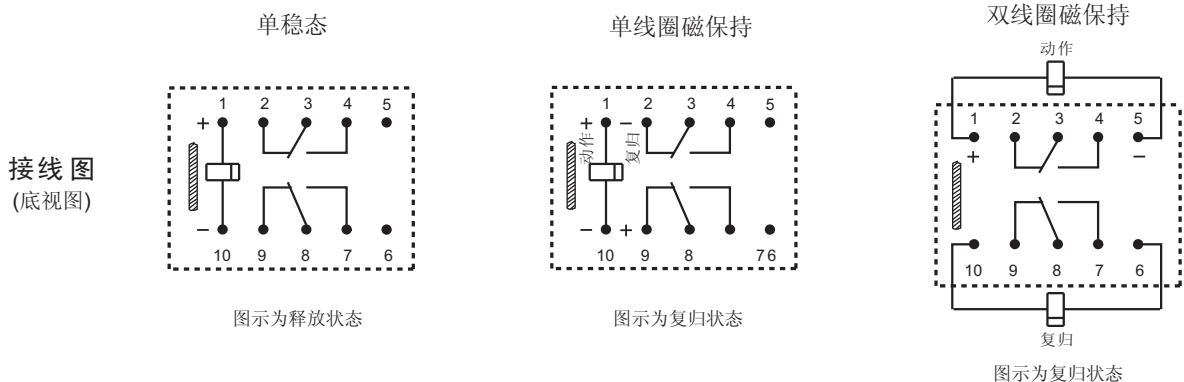 单稳态
单线圈磁保持
双线圈磁保持
接线图
(底视图)
1 2 3 4 5
+
−
10 9 8 7 6
图示为释放状态
1 2 3 4 5
+ −
动作
复归
− +
10 9 8 7 6
图示为复归状态
动作
1 2 3 4 5
+ −
10 9 8 7 6
复归
图示为复归状态